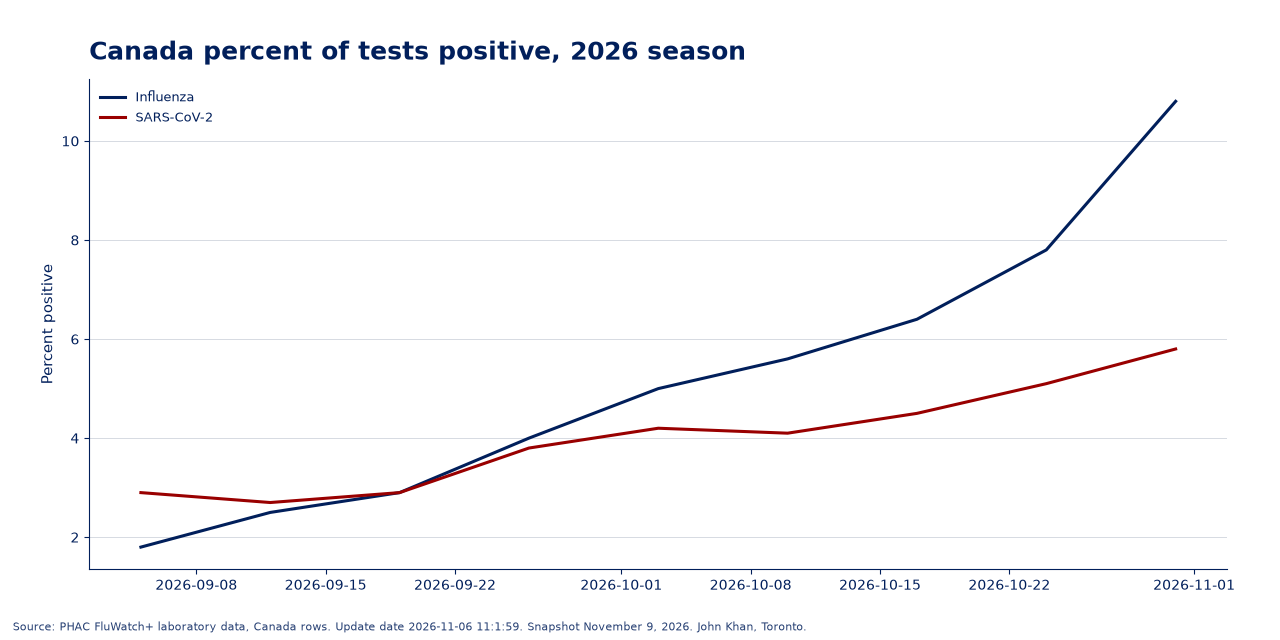 Canada percent of tests positive, 2026 season
Influenza
SARS-CoV-2
Percent positive
10
8
6
4
2
2026-09-08
2026-09-15
2026-09-22
2026-10-01
2026-10-08
2026-10-15
2026-10-22
2026-11-01
Source: PHAC FluWatch+ laboratory data, Canada rows. Update date 2026-11-06 11:1:59. Snapshot November 9, 2026. John Khan, Toronto.